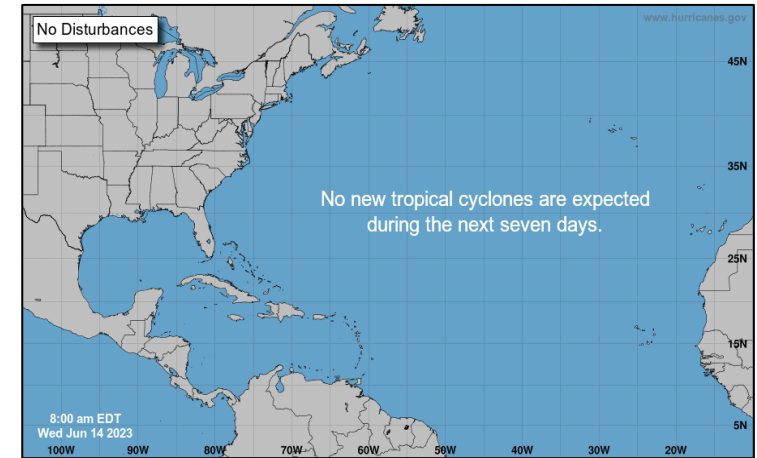 No Disturbances
www.hurricanes.gov
45N
35N
No new tropical cyclones are expected
during the next seven days.
25N
15N
8:00 am EDT
Wed Jun 14 2023
5N
100W 90W 80W 70W 60W 50W 40W 30W 20W